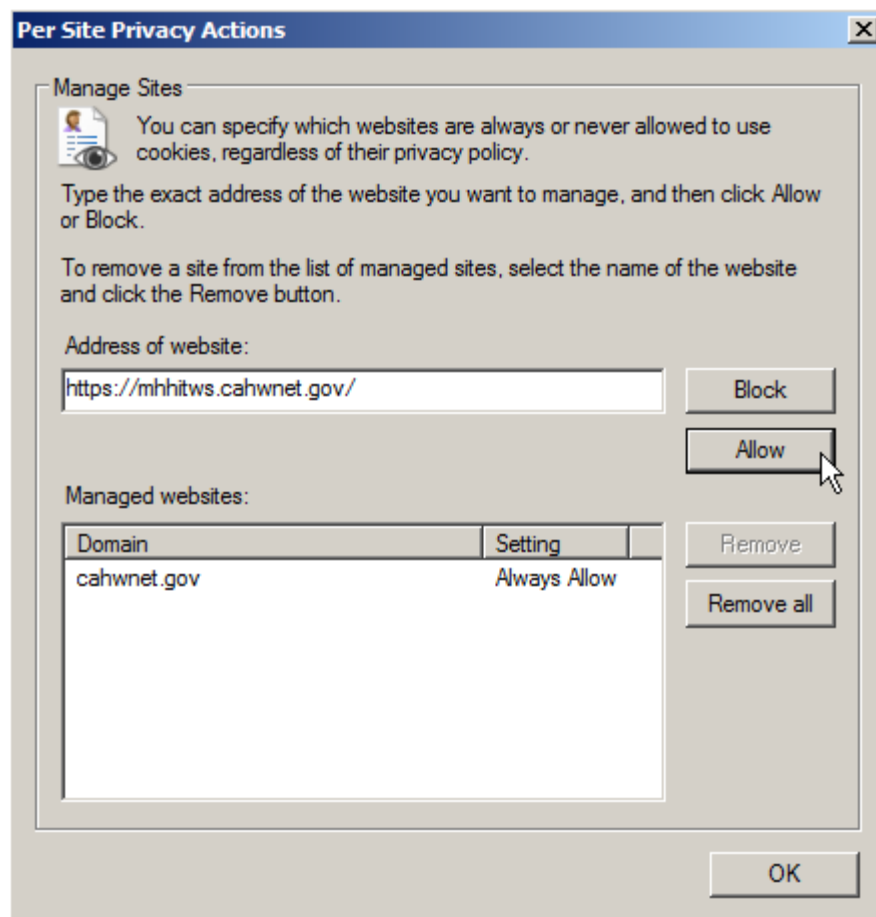 Per Site Privacy Actions
Manage Sites
You can specify which websites are always or never allowed to use
cookies, regardless of their privacy policy.
Type the exact address of the website you want to manage, and then click Allow
or Block.
To remove a site from the list of managed sites, select the name of the website
and click the Remove button.
Address of website:
https://mhhitws.cahwnet.gov/
Block
Allow
Managed websites:
Domain Setting
Remove
cahwnet.gov Always Allow
Remove all
OK